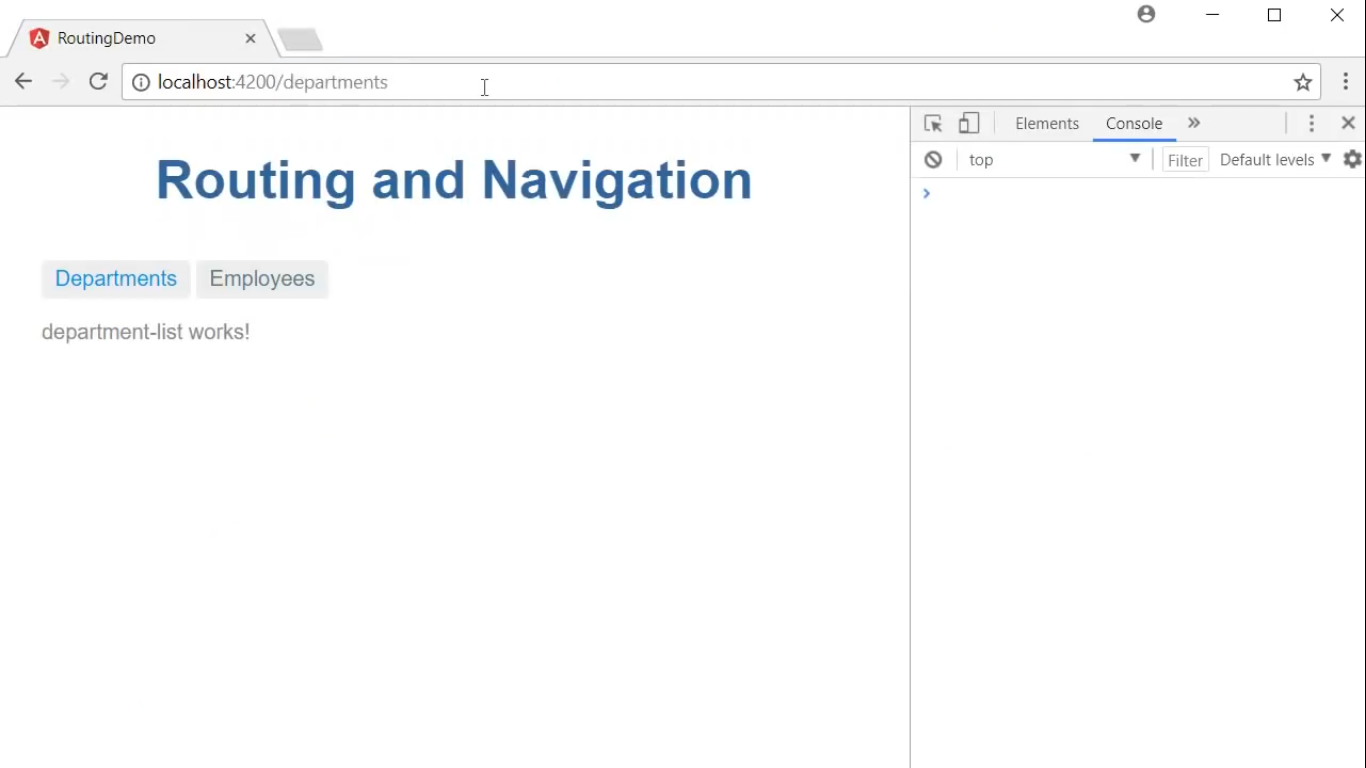 RoutingDemo
localhost:4200/departments
Elements Console
top Filter Default levels
Routing and Navigation
Departments Employees
department-list works!